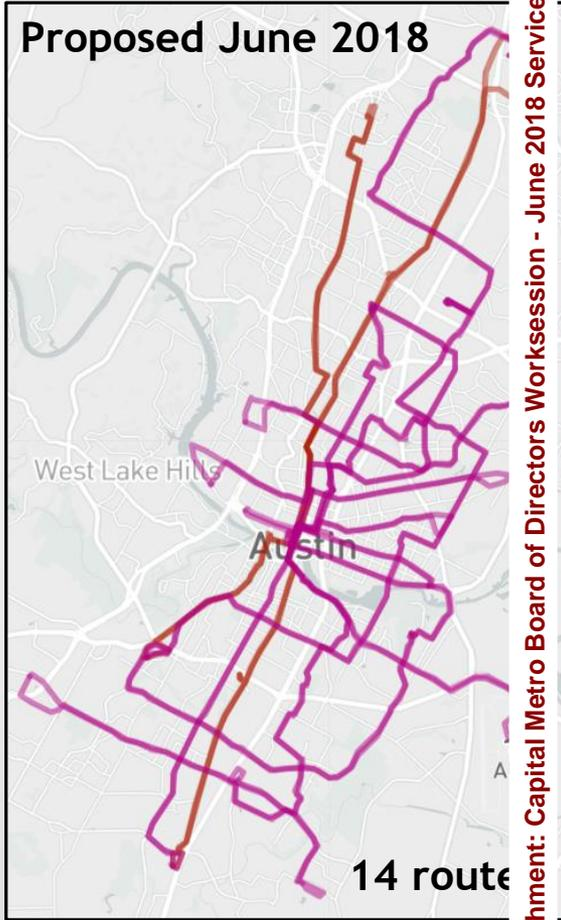 Proposed June 2018
West Lake Hills
Austin
A
14 route
hment: Capital Metro Board of Directors Worksession - June 2018 Service